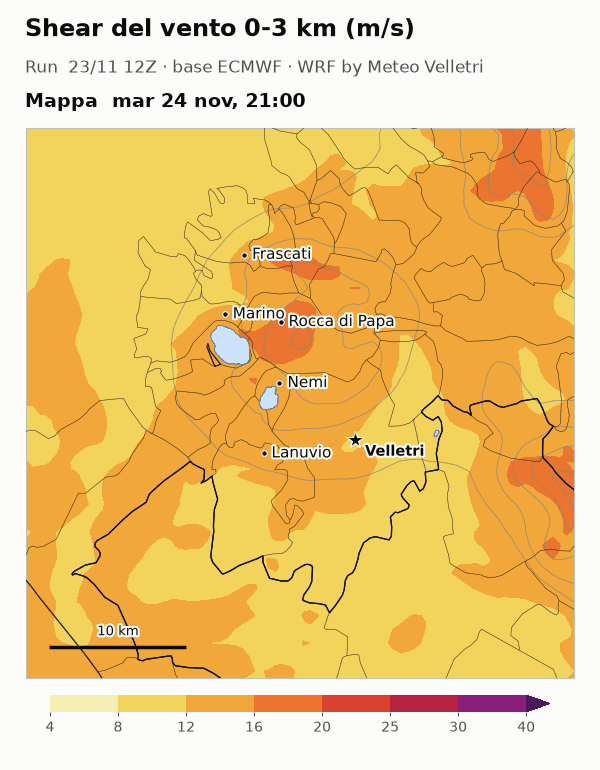 Shear del vento 0-3 km (m/s)
Run  23/11 12Z · base ECMWF · WRF by Meteo Velletri
Mappa  mar 24 nov, 21:00
Frascati
Marino
Rocca di Papa
Nemi
Velletri
Lanuvio
10 km
4 8 12 16 20 25 30 40